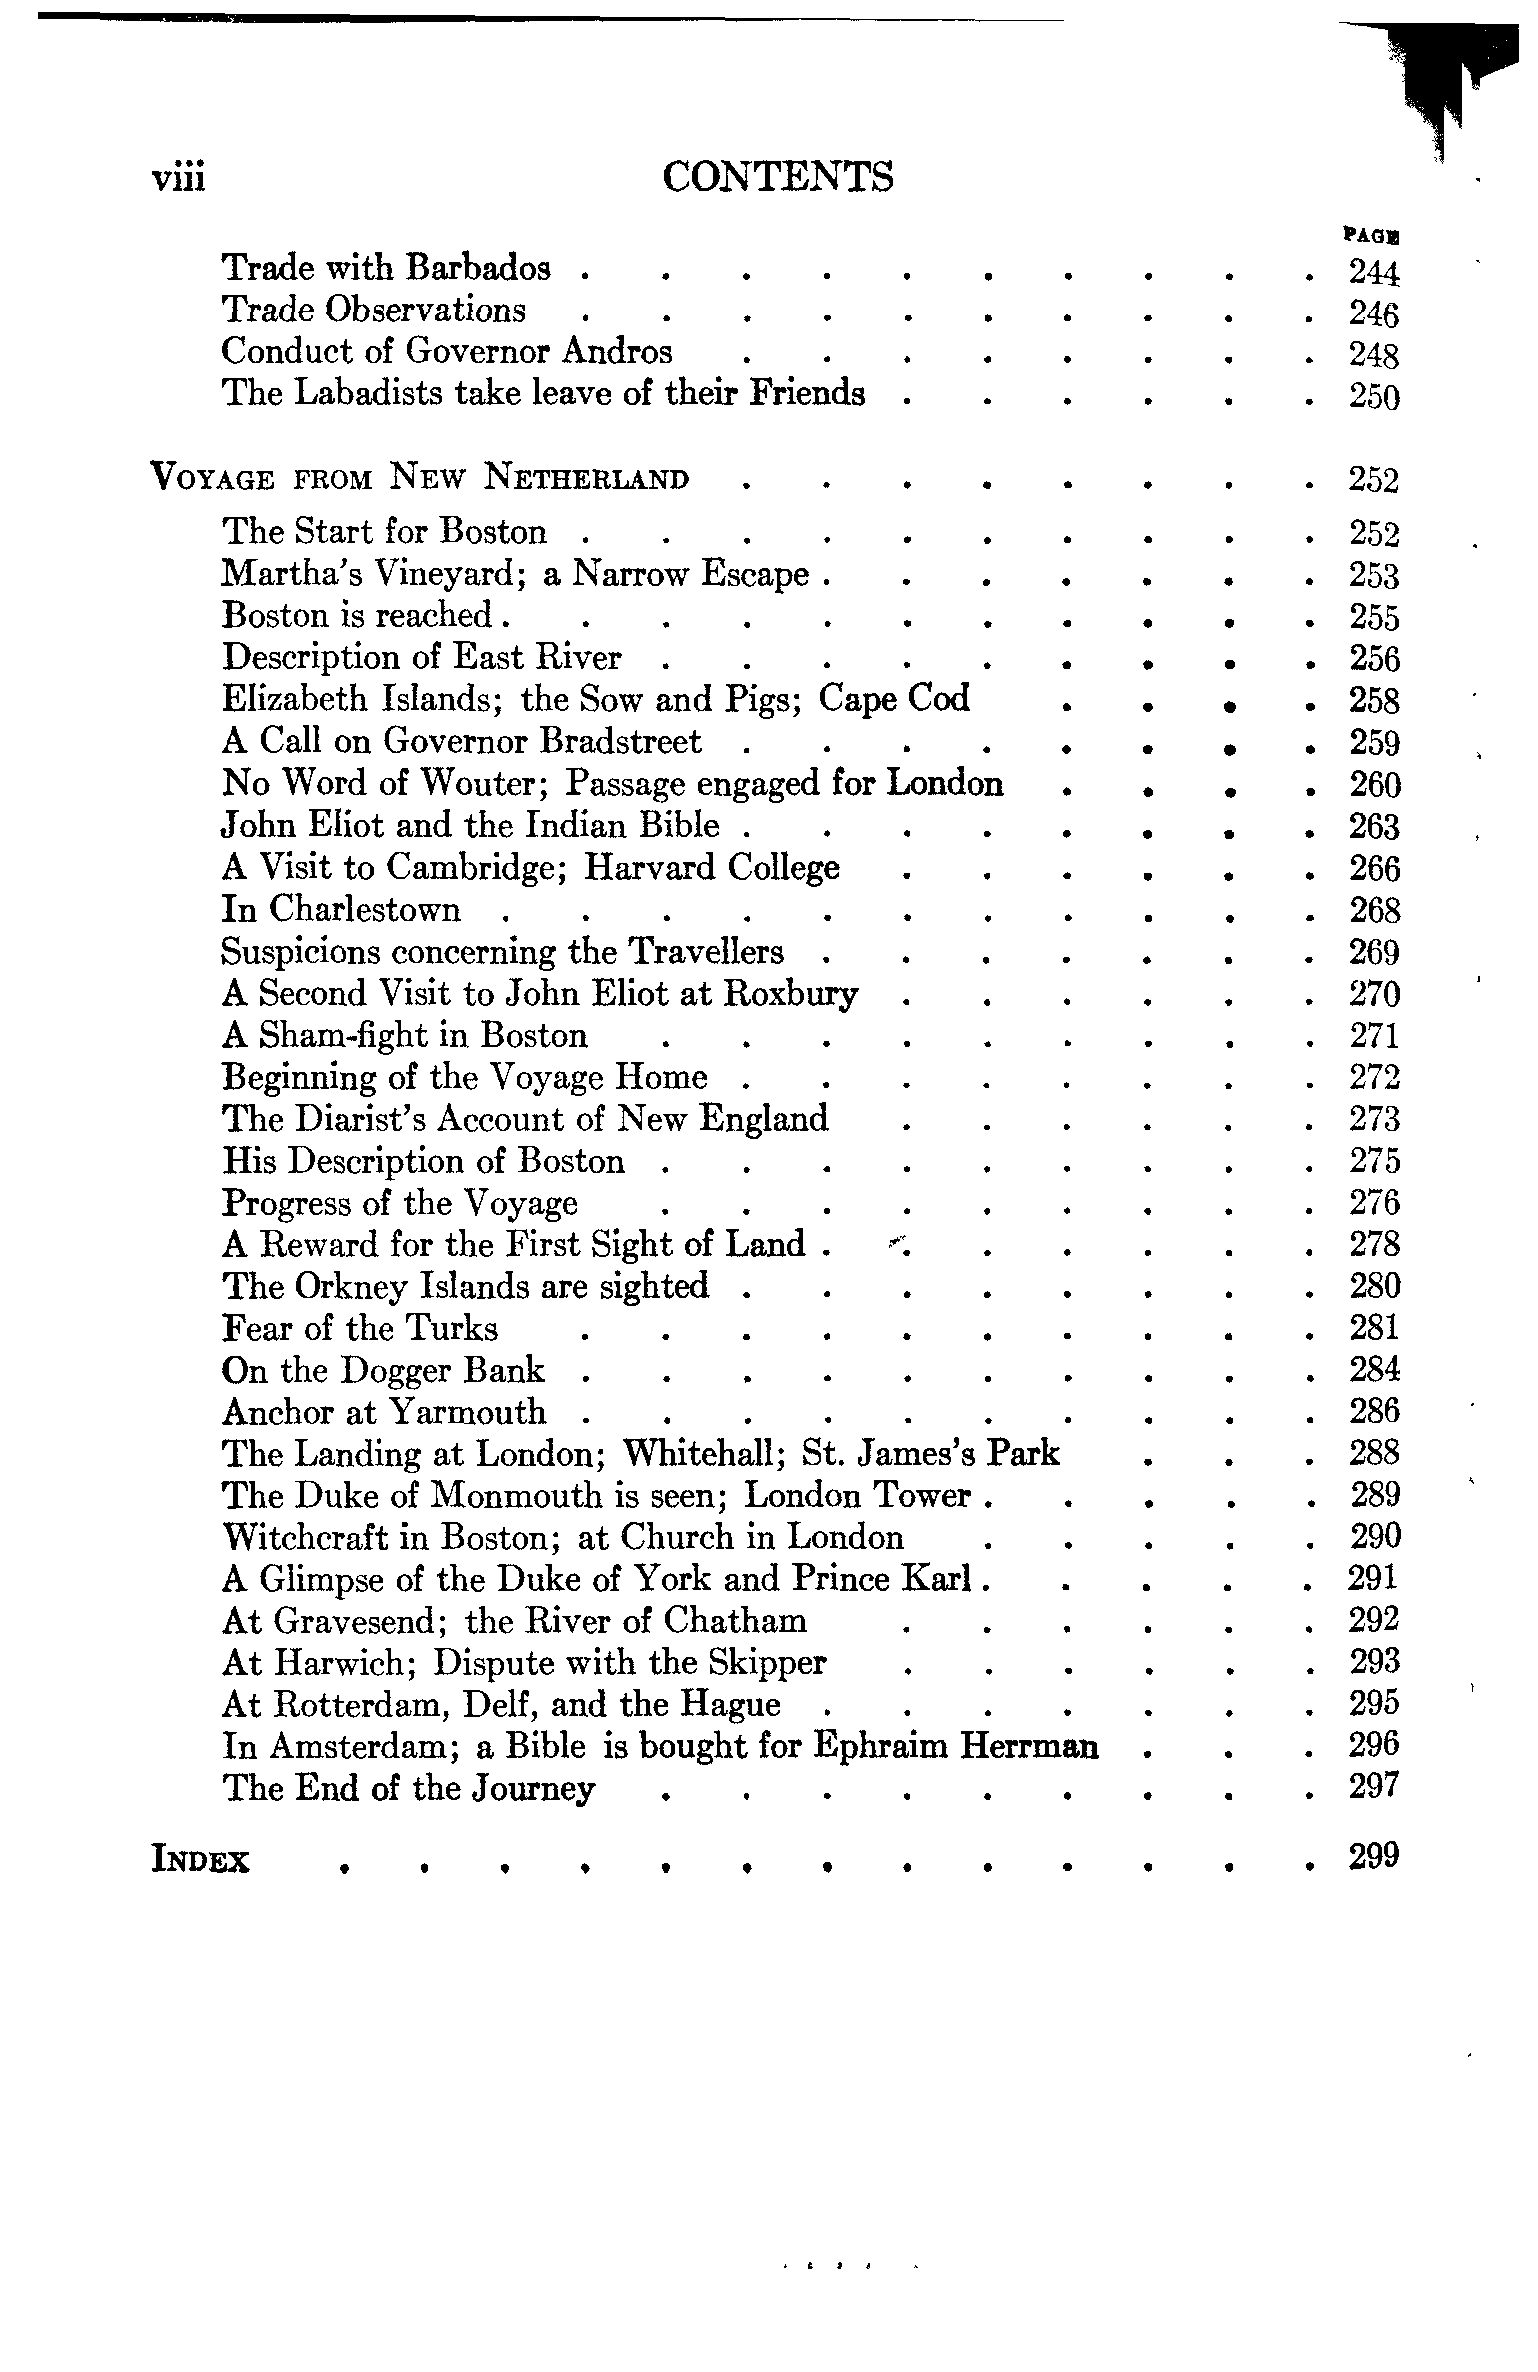 viii CONTENTS
PAGE
Trade with Barbados . . . . . . . . . . 244
Trade Observations . . . . . . . . . . 246
Conduct of Governor Andros . . . . . . . . 248
The Labadists take leave of their Friends . . . . . . 250
VOYAGE FROM NEW NETHERLAND . . . . . . . . 252
The Start for Boston . . . . . . . . . . 252
Martha's Vineyard; a Narrow Escape . . . . . . . 253
Boston is reached . . . . . . . . . . . 255
Description of East River . . . . . . . . . 256
Elizabeth Islands; the Sow and Pigs; Cape Cod . . . . 258
A Call on Governor Bradstreet . . . . . . . . 259
No Word of Wouter; Passage engaged for London . . . . 260
John Eliot and the Indian Bible . . . . . . . . 263
A Visit to Cambridge; Harvard College . . . . . . 266
In Charlestown . . . . . . . . . . . 268
Suspicions concerning the Travellers . . . . . . . 269
A Second Visit to John Eliot at Roxbury . . . . . . 270
A Sham-fight in Boston . . . . . . . . . 271
Beginning of the Voyage Home . . . . . . . . 272
The Diarist's Account of New England . . . . . . 273
His Description of Boston . . . . . . . . . 275
Progress of the Voyage . . . . . . . . . 276
A Reward for the First Sight of Land . . . . . . . 278
The Orkney Islands are sighted . . . . . . . . 280
Fear of the Turks . . . . . . . . . . 281
On the Dogger Bank . . . . . . . . . . 284
Anchor at Yarmouth . . . . . . . . . . 286
The Landing at London; Whitehall; St. James's Park . . . 288
The Duke of Monmouth is seen; London Tower . . . . . 289
Witchcraft in Boston; at Church in London . . . . . 290
A Glimpse of the Duke of York and Prince Karl . . . . . 291
At Gravesend; the River of Chatham . . . . . . 292
At Harwich; Dispute with the Skipper . . . . . . 293
At Rotterdam, Delf, and the Hague . . . . . . . 295
In Amsterdam; a Bible is bought for Ephraim Herrman . . . 296
The End of the Journey . . . . . . . . . 297
INDEX . . . . . . . . . . . . . 299